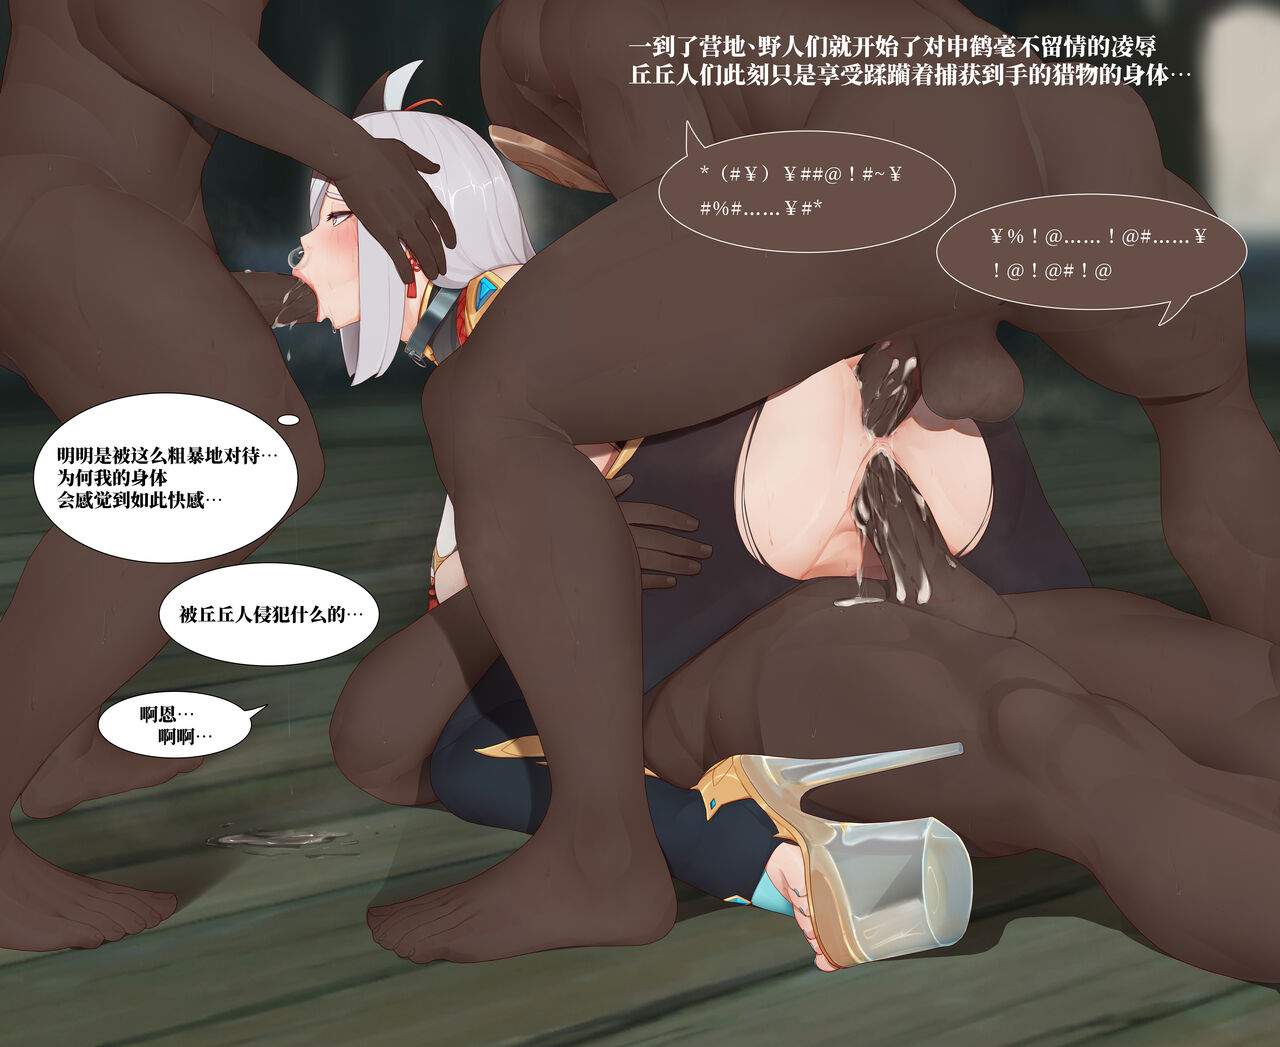 一到了营地、野人们就开始了对申鹤毫不留情的凌辱
丘丘人们此刻只是享受蹂躏着捕获到手的猎物的身体…
*（#￥）￥##@！#~￥
#%#……￥#*
￥%！@……！@#……￥
！@！@#！@
明明是被这么粗暴地对待…
为何我的身体
会感觉到如此快感…
被丘丘人侵犯什么的…
啊恩…
啊啊…